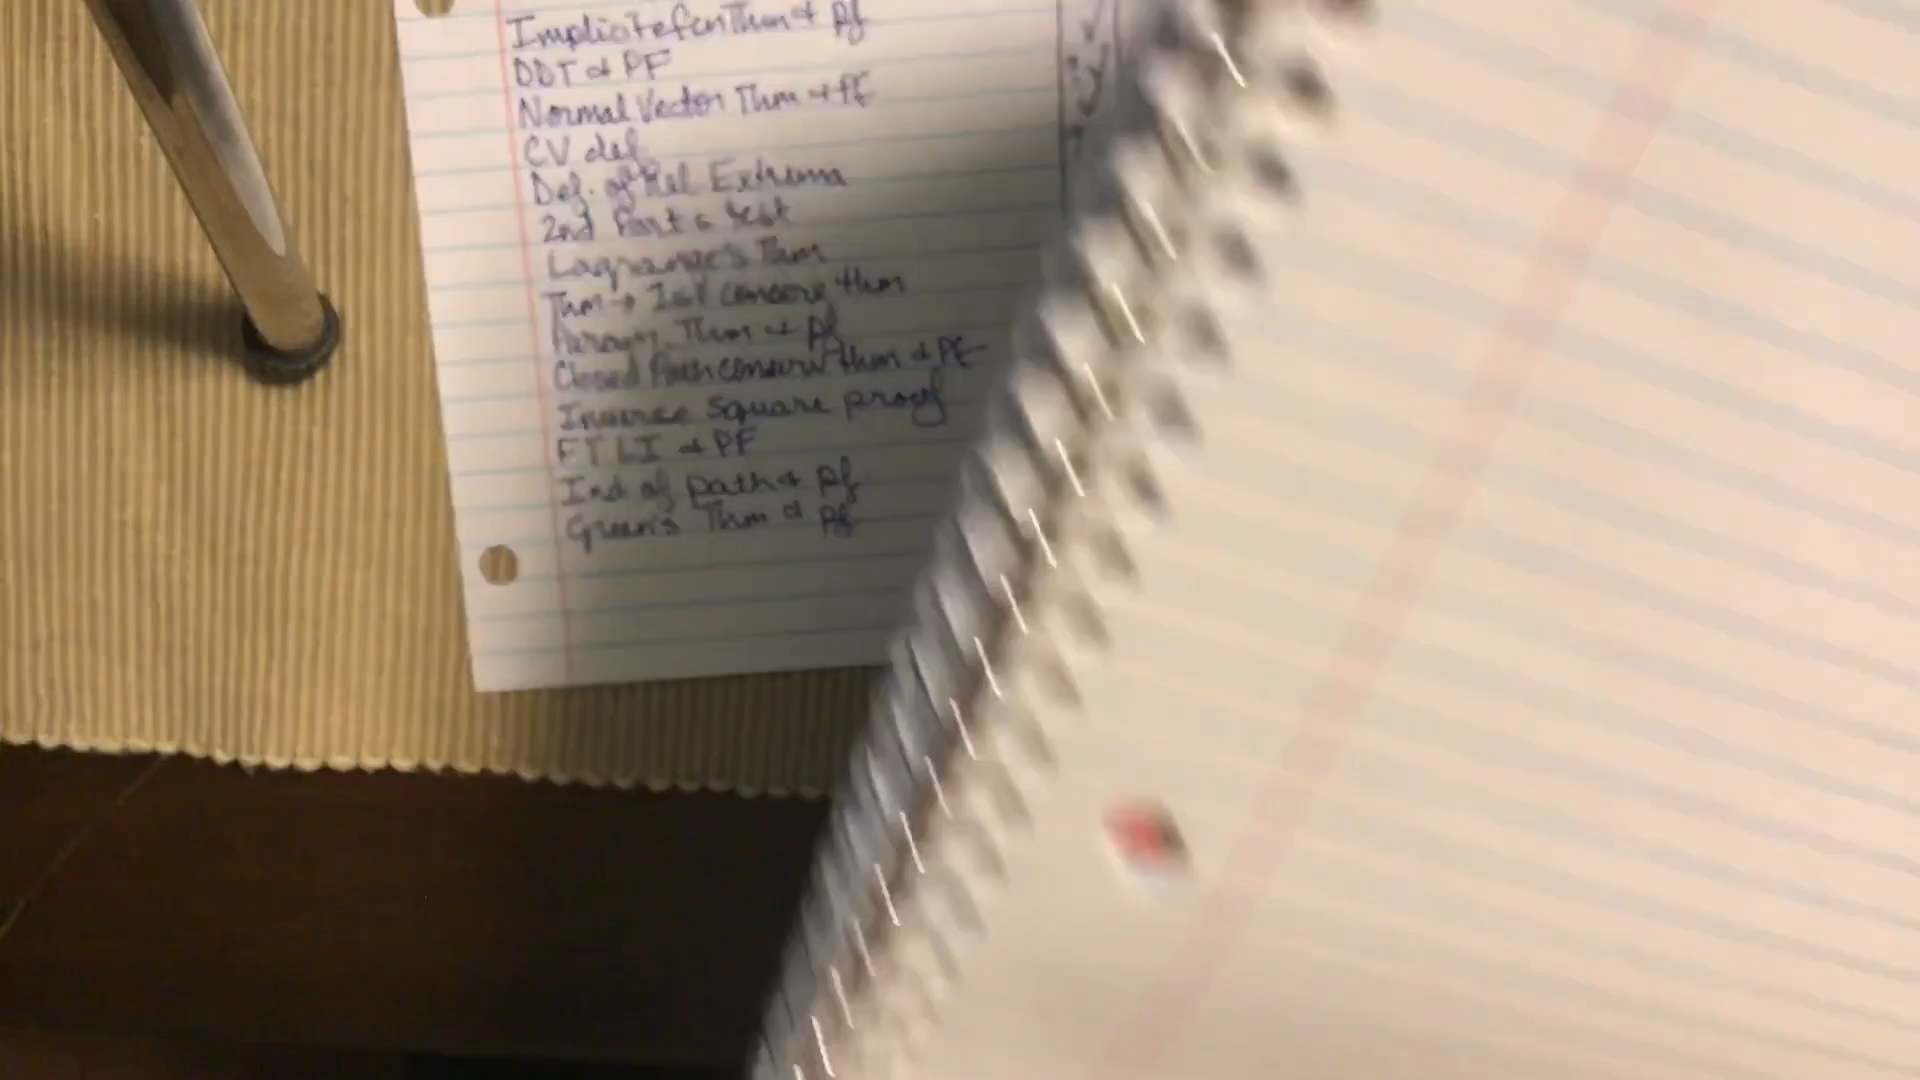 Implicit fcn Thm & pf
DDT & PF
Normal Vector Thm & PF
CV def
Def. of Rel Extrema
2nd Part s test
Lagrange's Thm
Thm → 1st conserv thm
Thm & pf
Closed Path conserv thm & PF
Inverse Square proof
FTLI & PF
Ind of path & pf
Green's Thm & pf